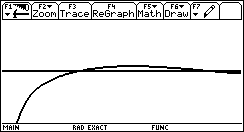 F1 F2 Zoom F3 Trace F4 ReGraph F5 Math F6 Draw F7
MAIN RAD EXACT FUNC